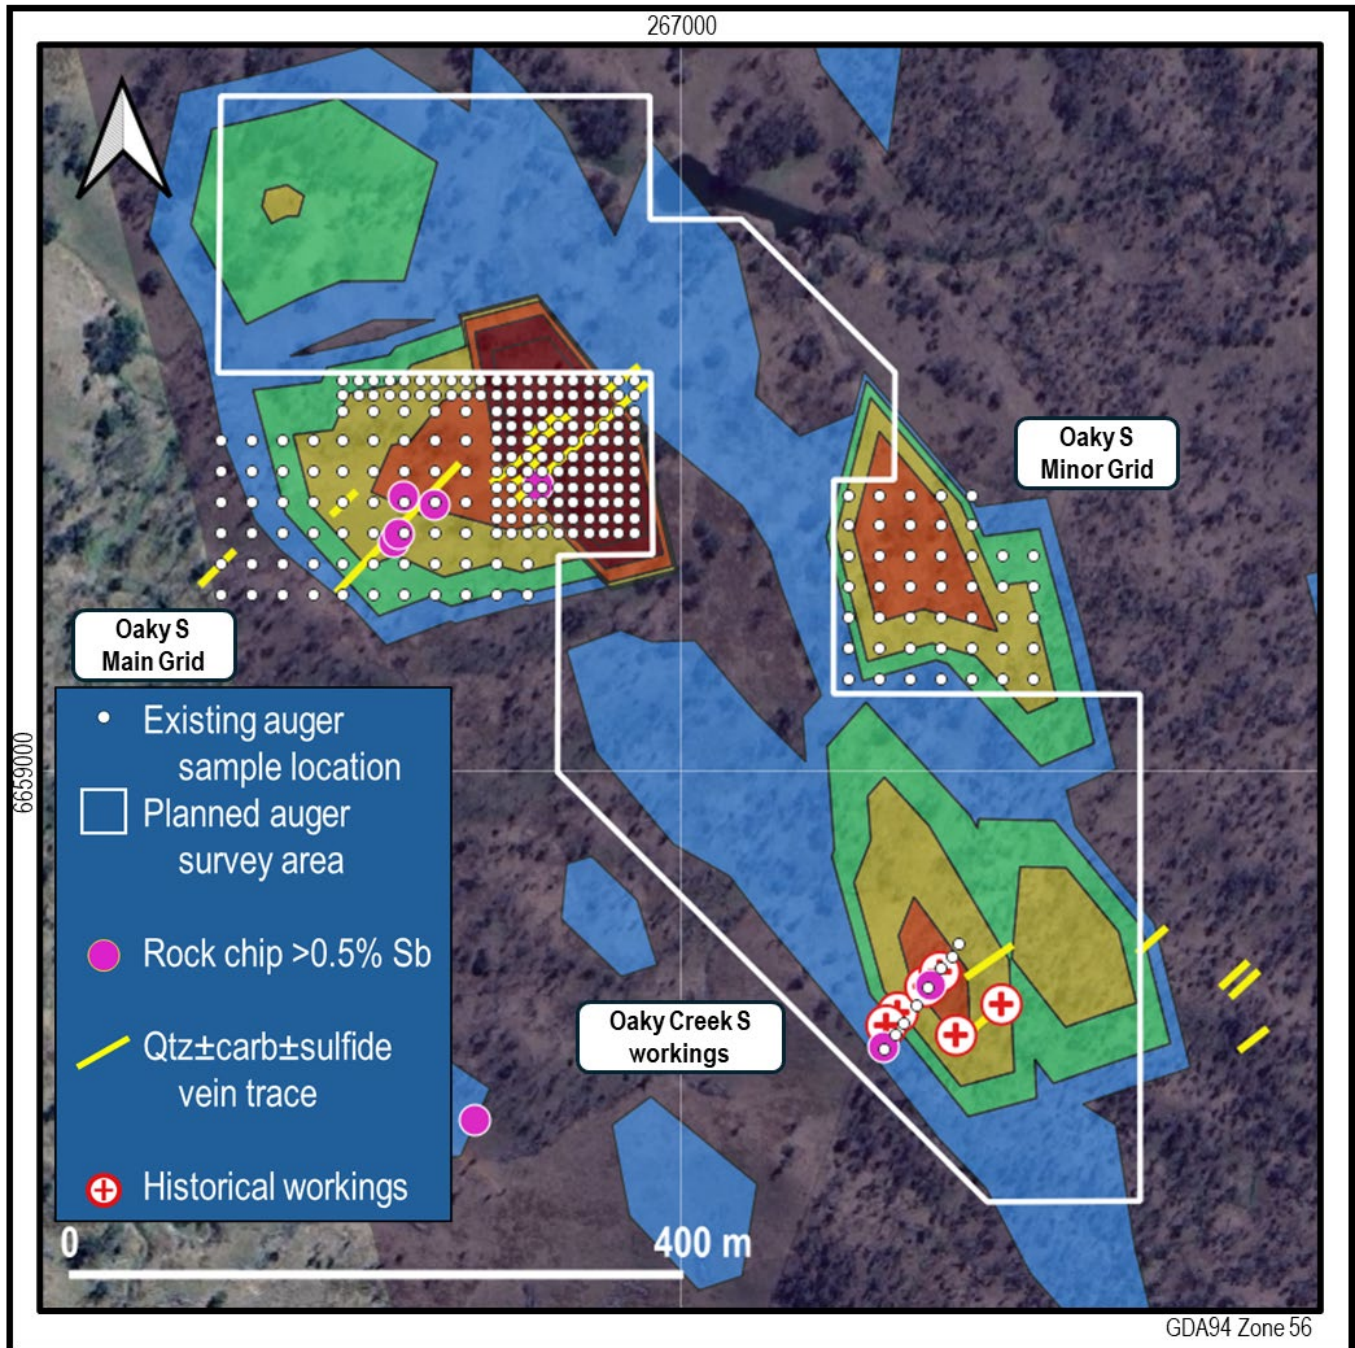 267000
Oaky S
Minor Grid
Oaky S
Main Grid
6659000
Existing auger
sample location
Planned auger
survey area
Rock chip >0.5% Sb
Qtz±carb±sulfide
vein trace
Historical workings
Oaky Creek S
workings
0
400 m
GDA94 Zone 56